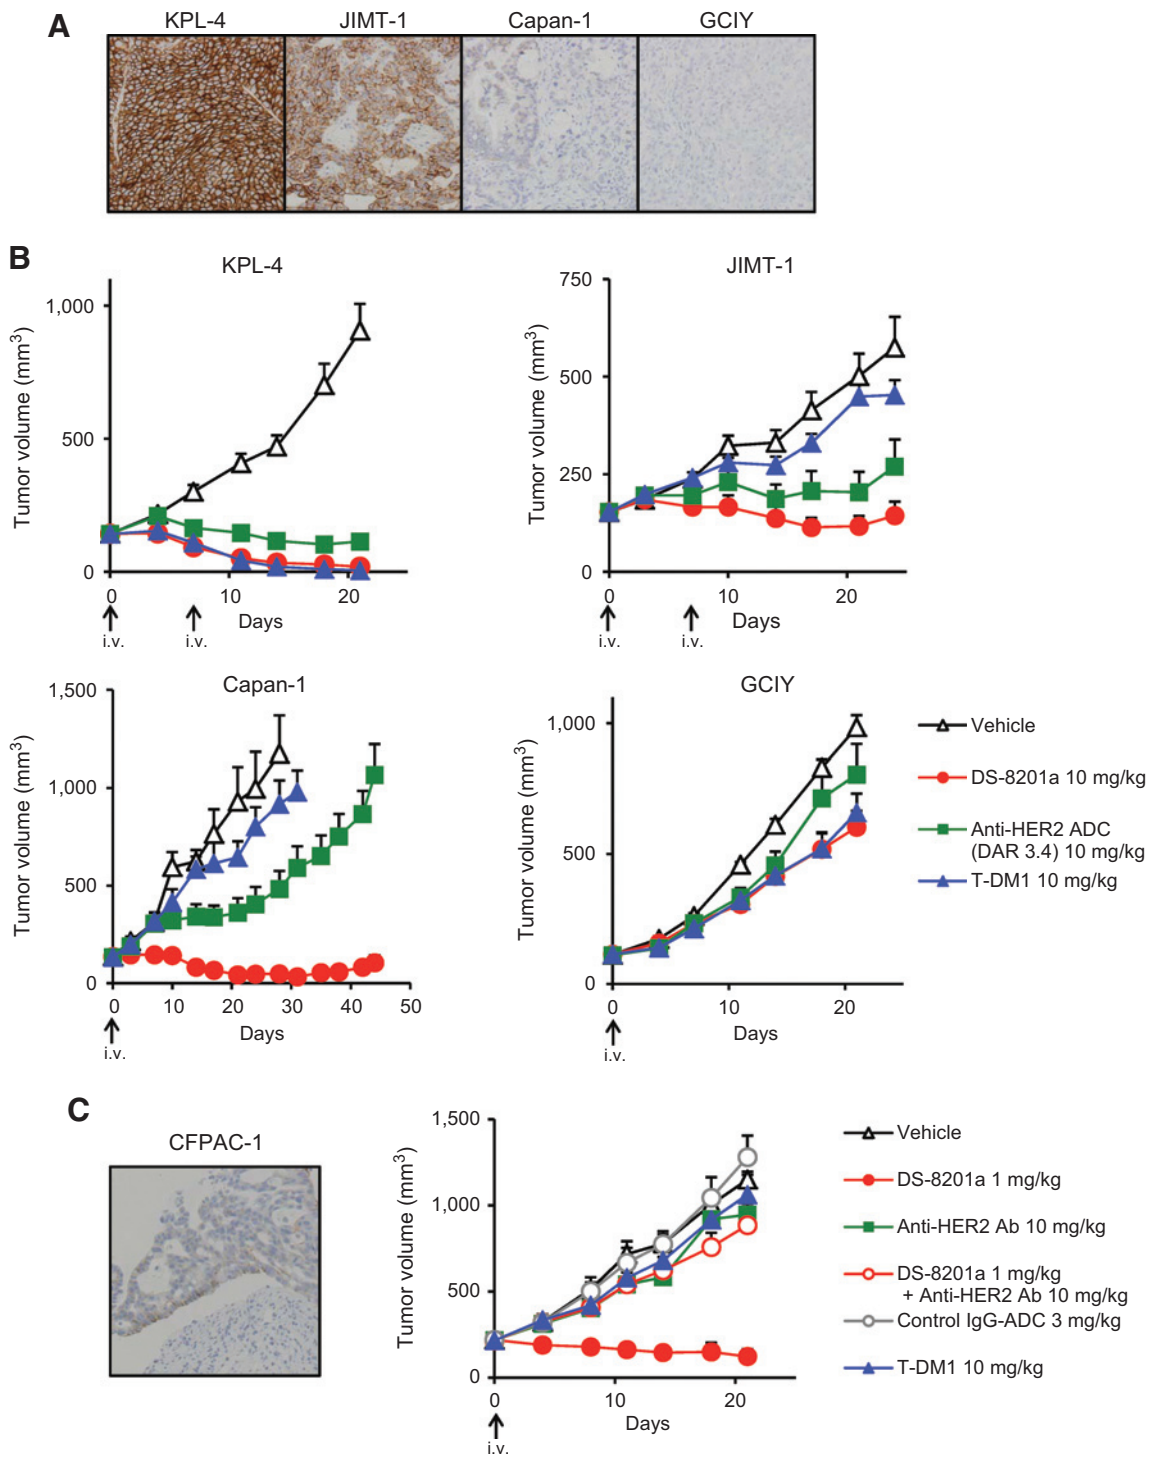 A
KPL-4 JIMT-1 Capan-1 GCIY
B
KPL-4
Tumor volume (mm3)
1,000
500
0
0 10 20
Days
i.v. i.v.
JIMT-1
Tumor volume (mm3)
750
500
250
0
0 10 20
Days
i.v. i.v.
Capan-1
Tumor volume (mm3)
1,500
1,000
500
0
0 10 20 30 40 50
Days
i.v.
GCIY
Tumor volume (mm3)
1,000
500
0
0 10 20
Days
i.v.
Vehicle
DS-8201a 10 mg/kg
Anti-HER2 ADC
(DAR 3.4) 10 mg/kg
T-DM1 10 mg/kg
C
CFPAC-1
Tumor volume (mm3)
1,500
1,000
500
0
0 10 20
Days
i.v.
Vehicle
DS-8201a 1 mg/kg
Anti-HER2 Ab 10 mg/kg
DS-8201a 1 mg/kg
+ Anti-HER2 Ab 10 mg/kg
Control IgG-ADC 3 mg/kg
T-DM1 10 mg/kg